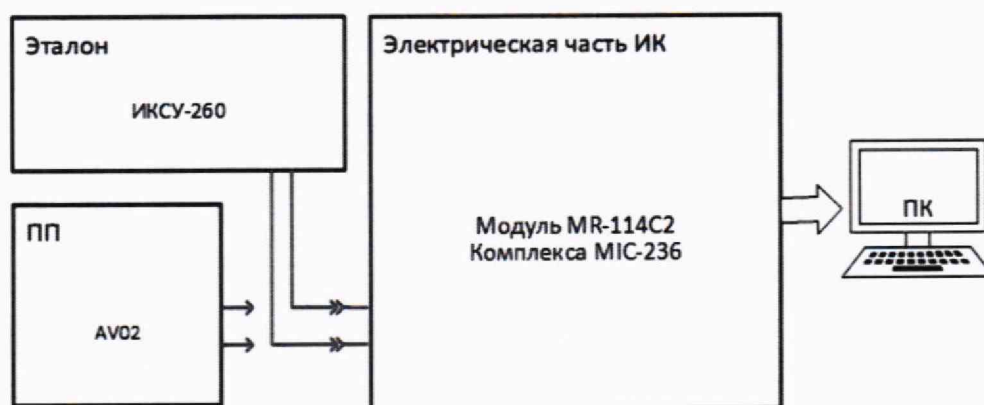 Эталон
ИКСУ-260
Электрическая часть ИК
ПП
AV02
Модуль MR-114C2
Комплекса MIC-236
ПК